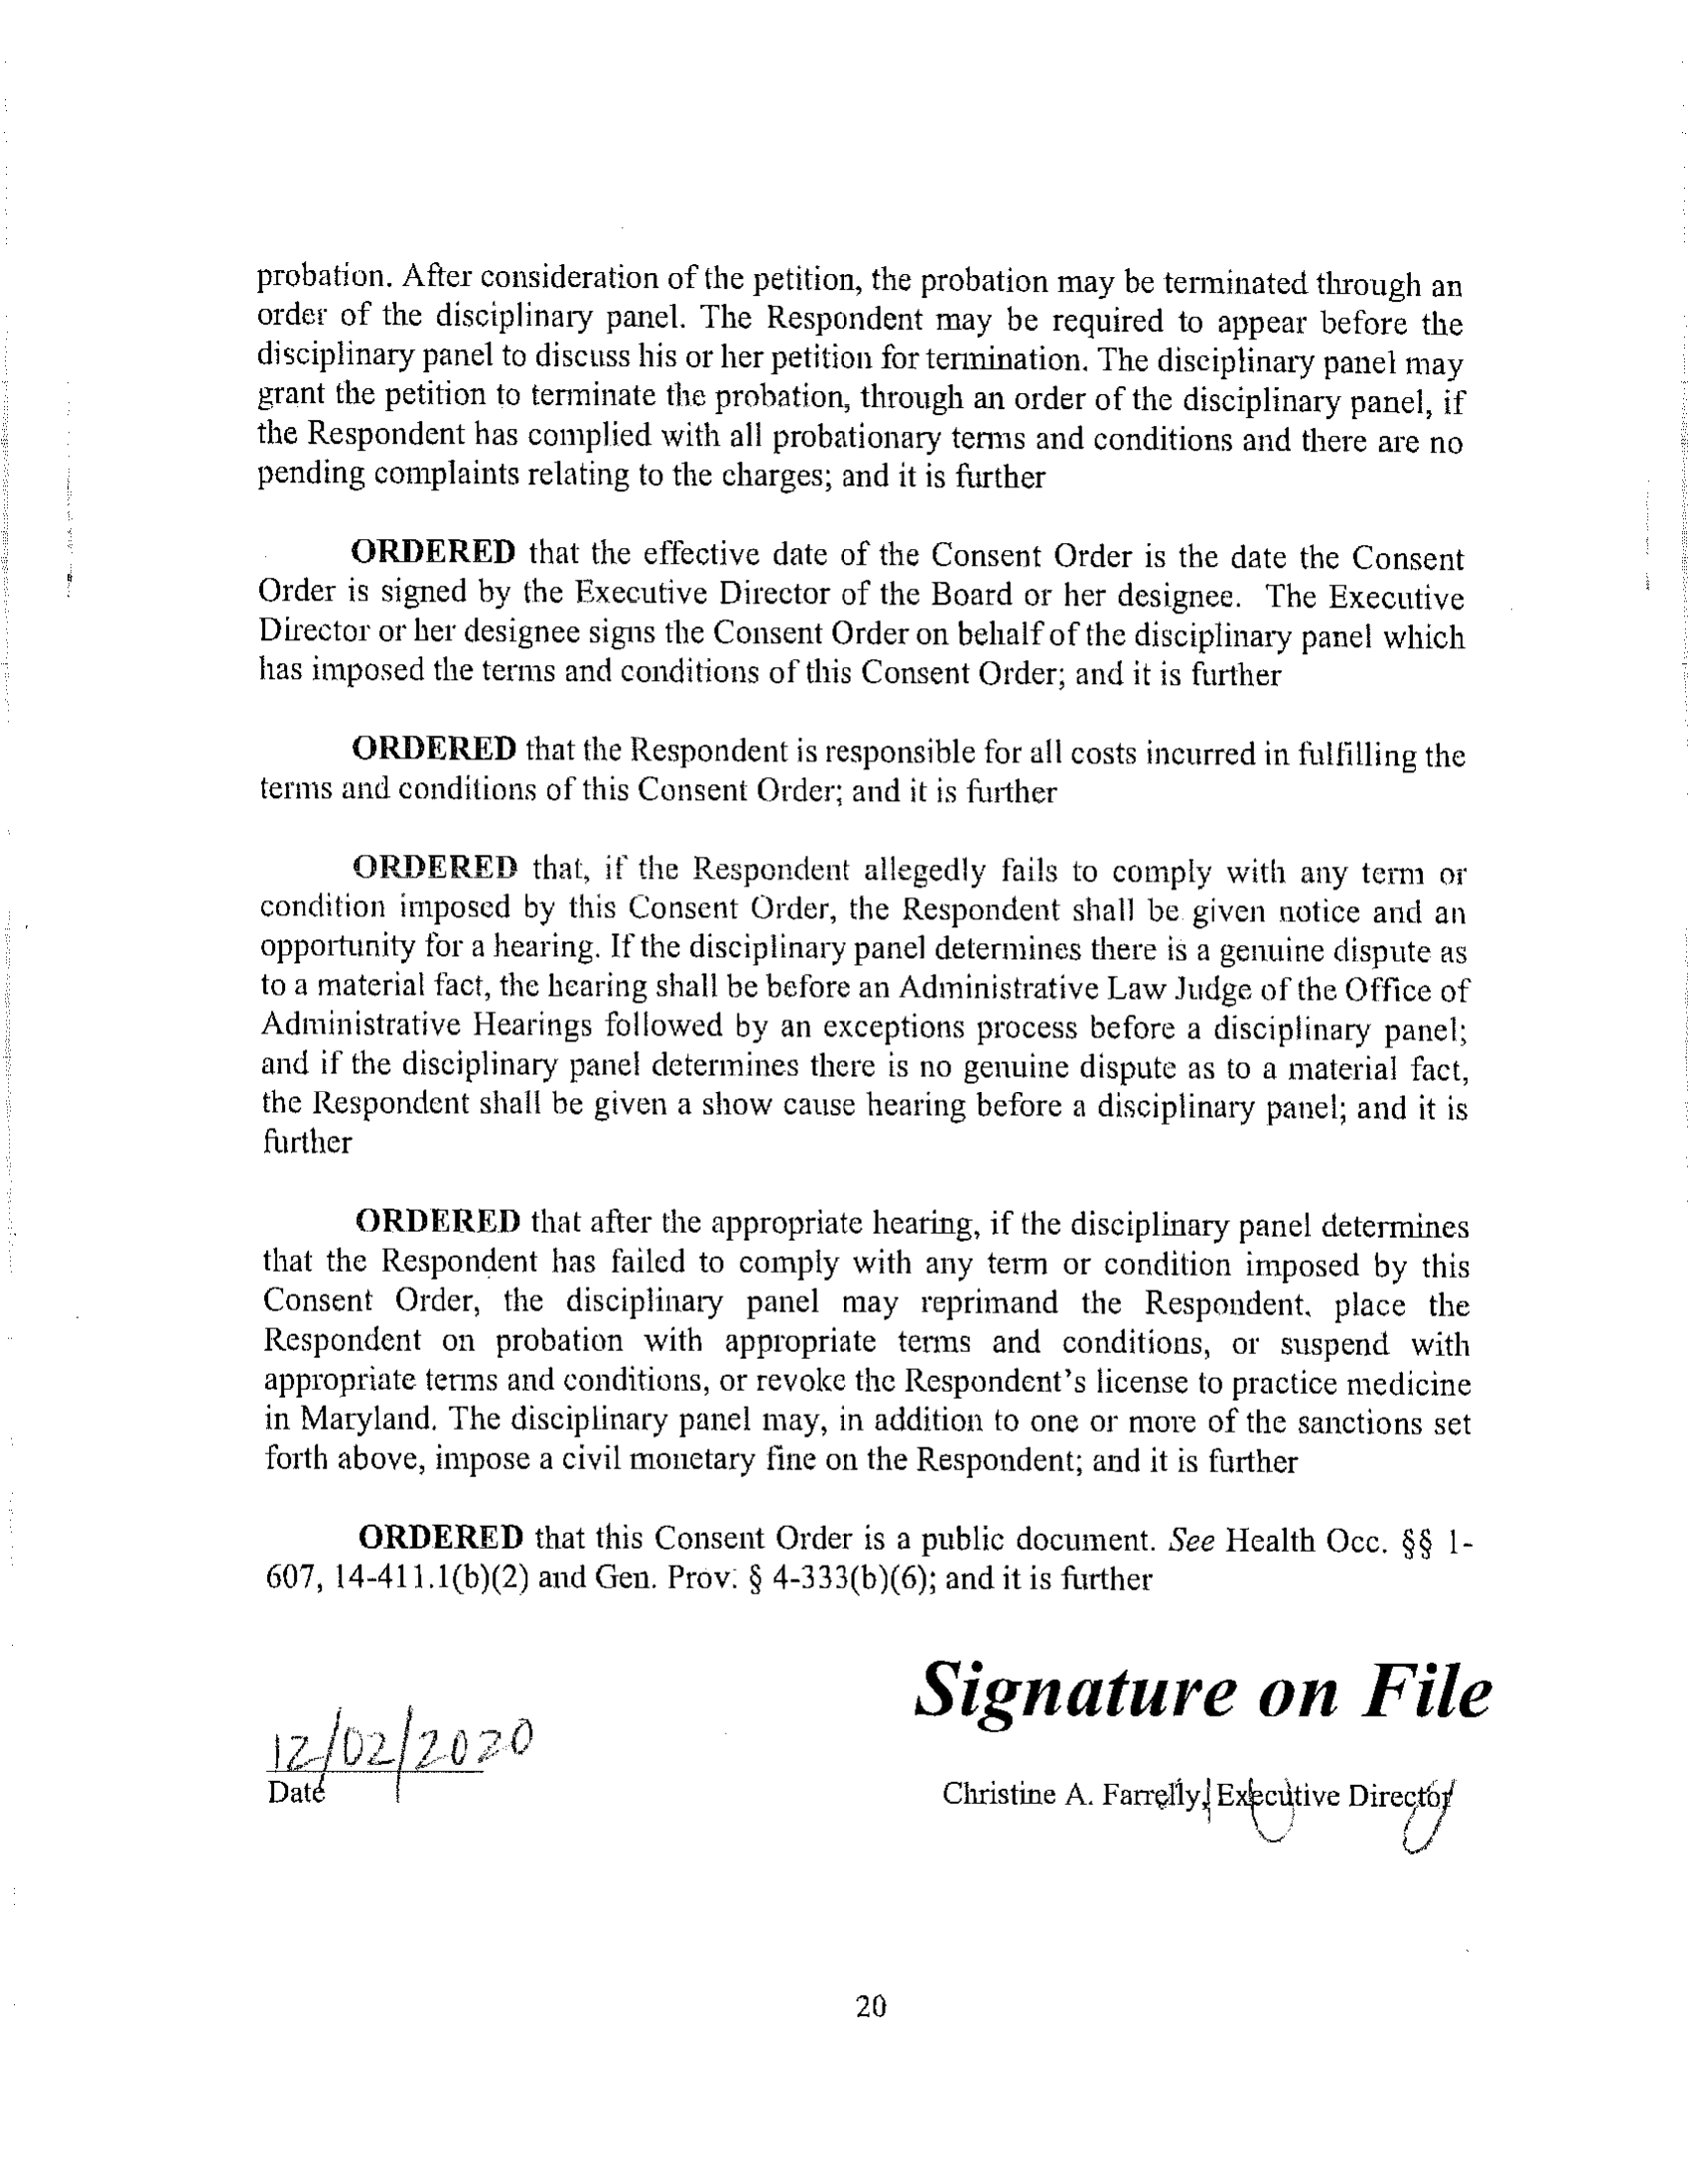 probation. After consideration of the petition, the probation may be terminated through an
order of the disciplinary panel. The Respondent may be required to appear before the
disciplinary panel to discuss his or her petition for termination. The disciplinary panel may
grant the petition to terminate the probation, through an order of the disciplinary panel, if
the Respondent has complied with all probationary terms and conditions and there are no
pending complaints relating to the charges; and it is further
ORDERED that the effective date of the Consent Order is the date the Consent
Order is signed by the Executive Director of the Board or her designee. The Executive
Director or her designee signs the Consent Order on behalf of the disciplinary panel which
has imposed the terms and conditions of this Consent Order; and it is further
ORDERED that the Respondent is responsible for all costs incurred in fulfilling the
terms and conditions of this Consent Order; and it is further
ORDERED that, if the Respondent allegedly fails to comply with any term or
condition imposed by this Consent Order, the Respondent shall be given notice and an
opportunity for a hearing. If the disciplinary panel determines there is a genuine dispute as
to a material fact, the hearing shall be before an Administrative Law Judge of the Office of
Administrative Hearings followed by an exceptions process before a disciplinary panel;
and if the disciplinary panel determines there is no genuine dispute as to a material fact,
the Respondent shall be given a show cause hearing before a disciplinary panel; and it is
further
ORDERED that after the appropriate hearing, if the disciplinary panel determines
that the Respondent has failed to comply with any term or condition imposed by this
Consent Order, the disciplinary panel may reprimand the Respondent, place the
Respondent on probation with appropriate terms and conditions, or suspend with
appropriate terms and conditions, or revoke the Respondent's license to practice medicine
in Maryland. The disciplinary panel may, in addition to one or more of the sanctions set
forth above, impose a civil monetary fine on the Respondent; and it is further
ORDERED that this Consent Order is a public document. See Health Occ. §§ 1-
607, 14-411.1(b)(2) and Gen. Prov. § 4-333(b)(6); and it is further
Signature on File
12/02/2020
Date
Christine A. Farrelly, Executive Director
20